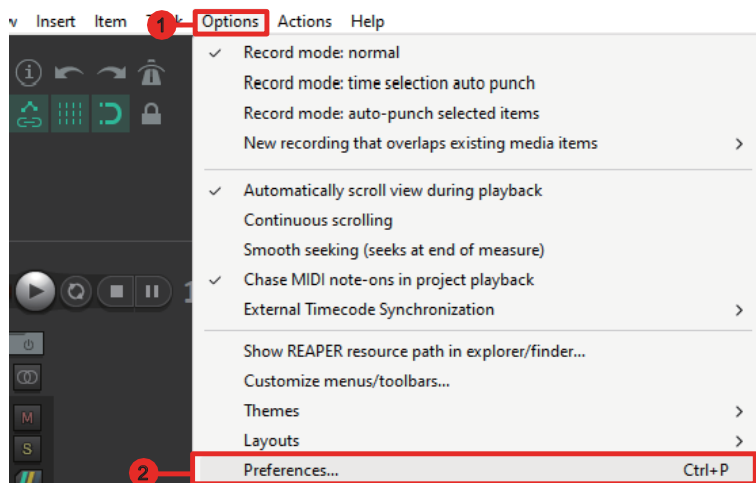 w Insert Item Track Options Actions Help
1
Record mode: normal
Record mode: time selection auto punch
Record mode: auto-punch selected items
New recording that overlaps existing media items
Automatically scroll view during playback
Continuous scrolling
Smooth seeking (seeks at end of measure)
Chase MIDI note-ons in project playback
External Timecode Synchronization
1
Show REAPER resource path in explorer/finder...
Customize menus/toolbars...
Themes
M
Layouts
S
2 Preferences... Ctrl+P